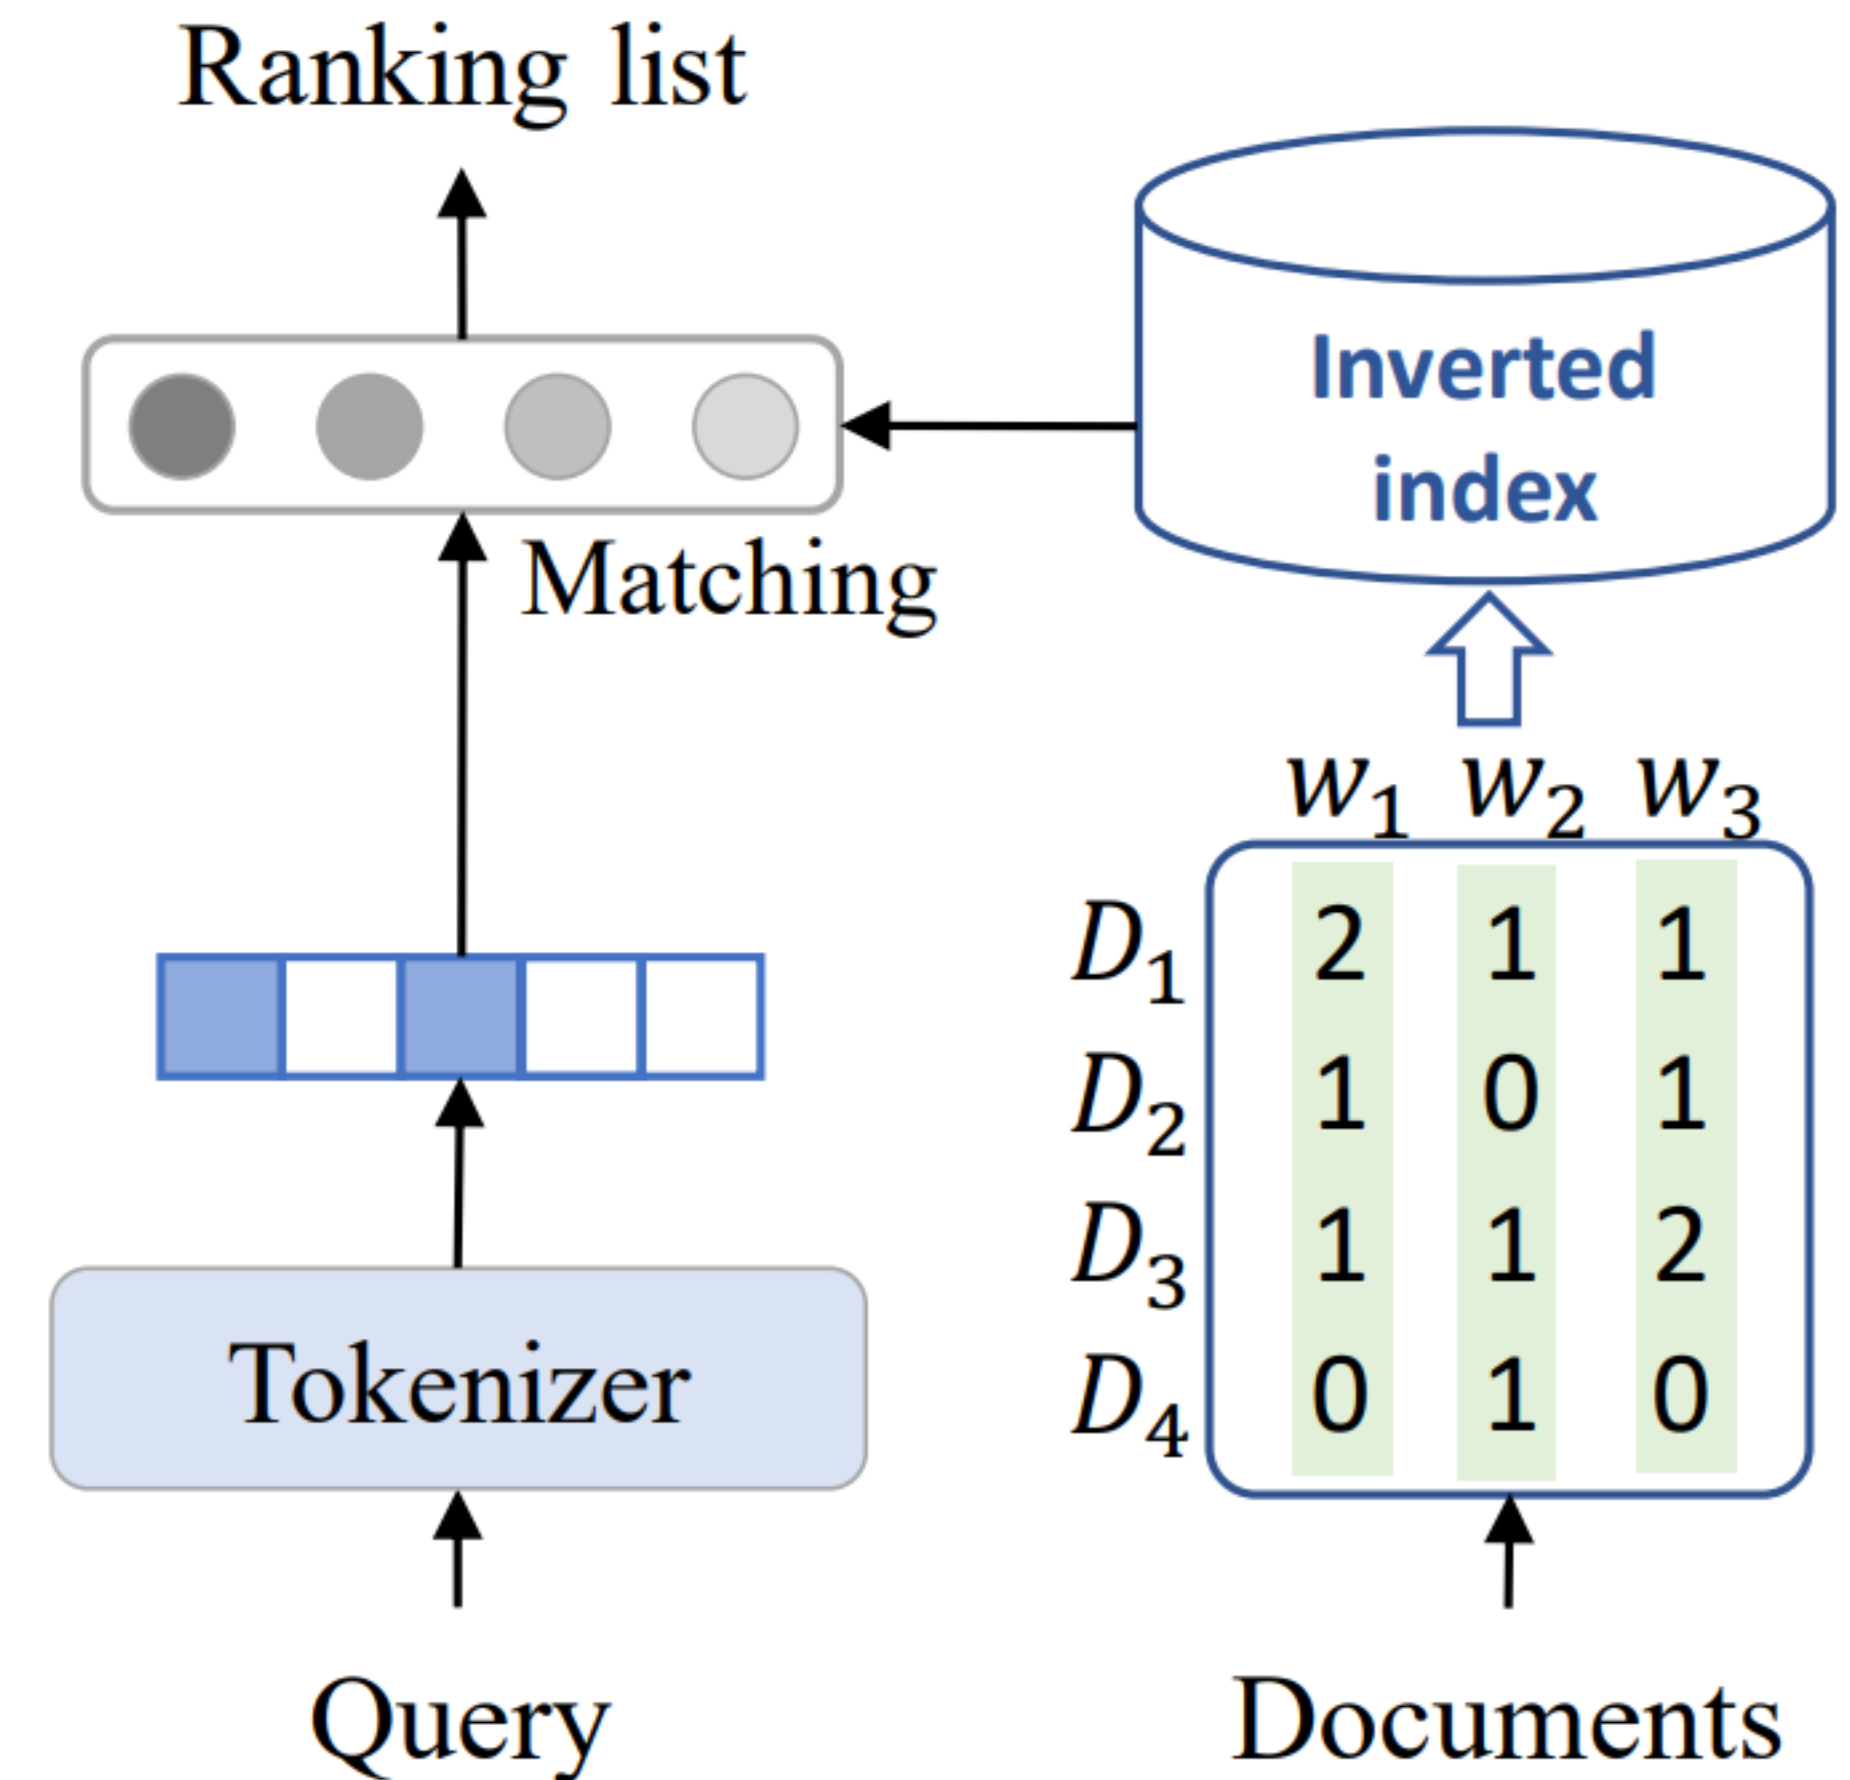 Ranking list
Inverted
index
Matching
w₁ w₂ w₃
D₁ 2 1 1
D₂ 1 0 1
D₃ 1 1 2
D₄ 0 1 0
Tokenizer
Query
Documents